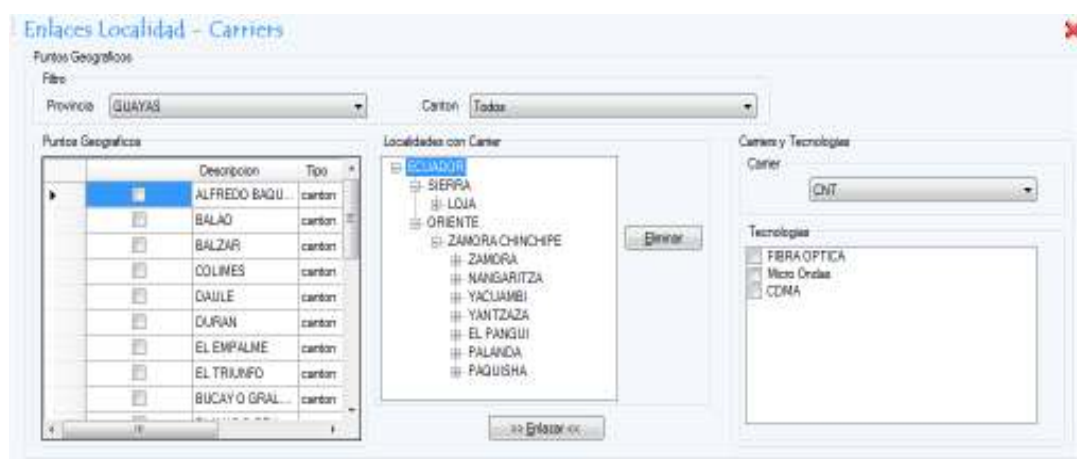 Enlaces Localidad - Carriers
Puntos Geograficos
Filtro
Provincia GUAYAS Canton Todos
Puntos Geograficos
Descripcion Tipo
ALFREDO BAQU... canton
BALAO canton
BALZAR canton
COLIMES canton
DAULE canton
DURAN canton
EL EMPALME canton
EL TRIUNFO canton
BUCAY O GRAL... canton
Localidades con Carrier
ECUADOR
SIERRA
LOJA
ORIENTE
ZAMORA CHINCHIPE
ZAMORA
NANGARITZA
YACUAMBI
YANTZAZA
EL PANGUI
PALANDA
PAQUISHA
Eliminar
>> Enlazar <<
Carriers y Tecnologias
Carrier
CNT
Tecnologias
FIBRA OPTICA
Micro Ondas
CDMA